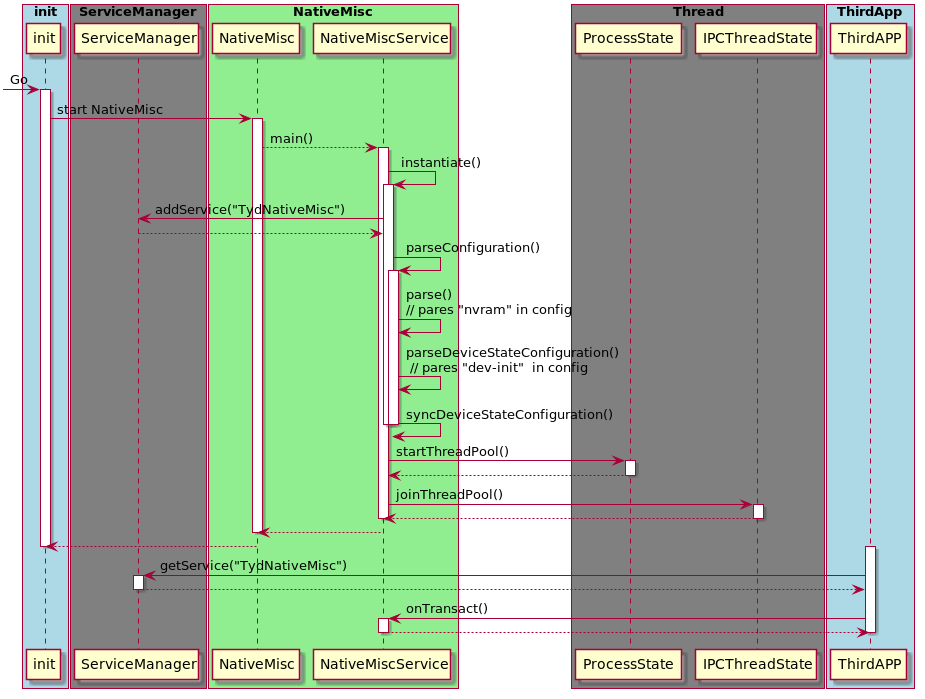 init ServiceManager NativeMisc Thread ThirdApp
init ServiceManager NativeMisc NativeMiscService ProcessState IPCThreadState ThirdAPP
Go
start NativeMisc
main()
instantiate()
addService("TydNativeMisc")
parseConfiguration()
parse()
// pares "nvram" in config
parseDeviceStateConfiguration()
// pares "dev-init"  in config
syncDeviceStateConfiguration()
startThreadPool()
joinThreadPool()
getService("TydNativeMisc")
onTransact()
init ServiceManager NativeMisc NativeMiscService ProcessState IPCThreadState ThirdAPP